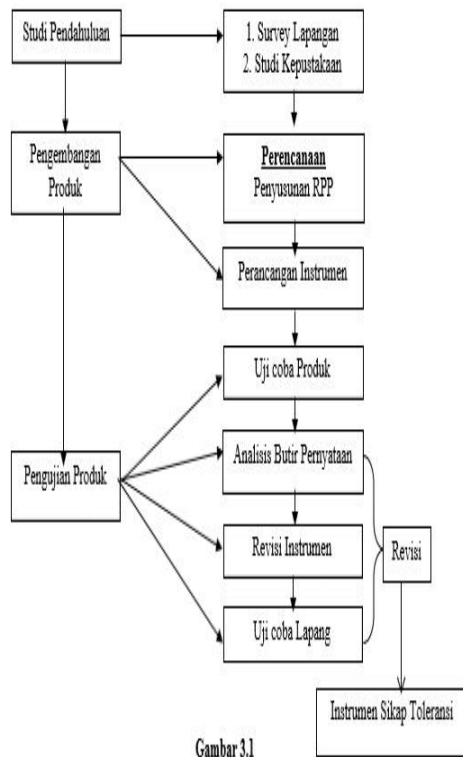 Studi Pendahuluan
1. Survey Lapangan
2. Studi Kepustakaan
Pengembangan
Produk
Perencanaan
Penyusunan RPP
Perancangan Instrumen
Uji coba Produk
Pengujian Produk
Analisis Butir Pernyataan
Revisi Instrumen
Revisi
Uji coba Lapang
Instrumen Sikap Toleransi
Gambar 3.1